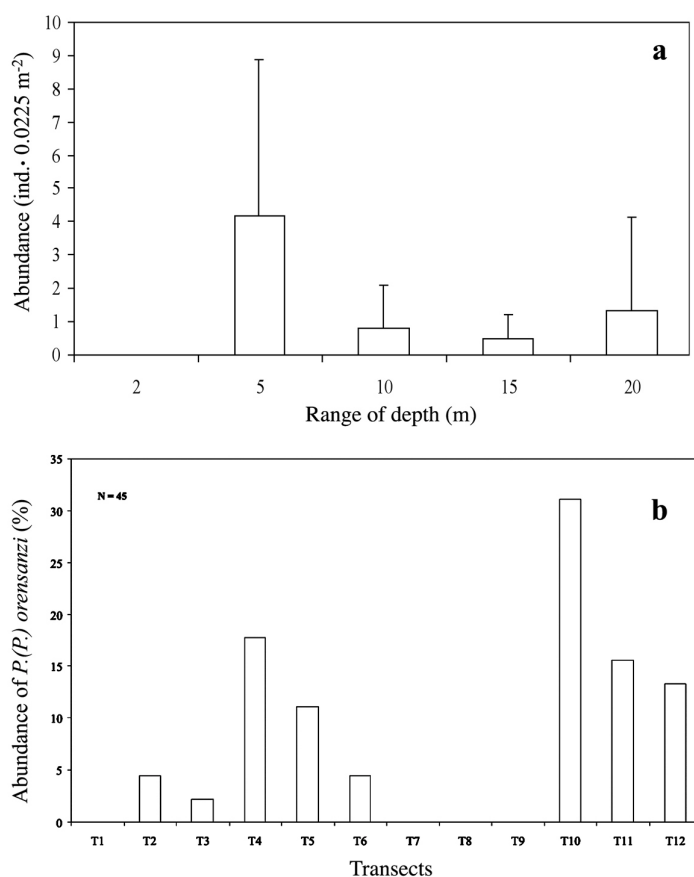 a
Abundance (ind.· 0.0225 m-2)
10
9
8
7
6
5
4
3
2
1
0
2 5 10 15 20
Range of depth (m)
b
N = 45
Abundance of P.(P.) orensanzi (%)
35
30
25
20
15
10
5
0
T1 T2 T3 T4 T5 T6 T7 T8 T9 T10 T11 T12
Transects